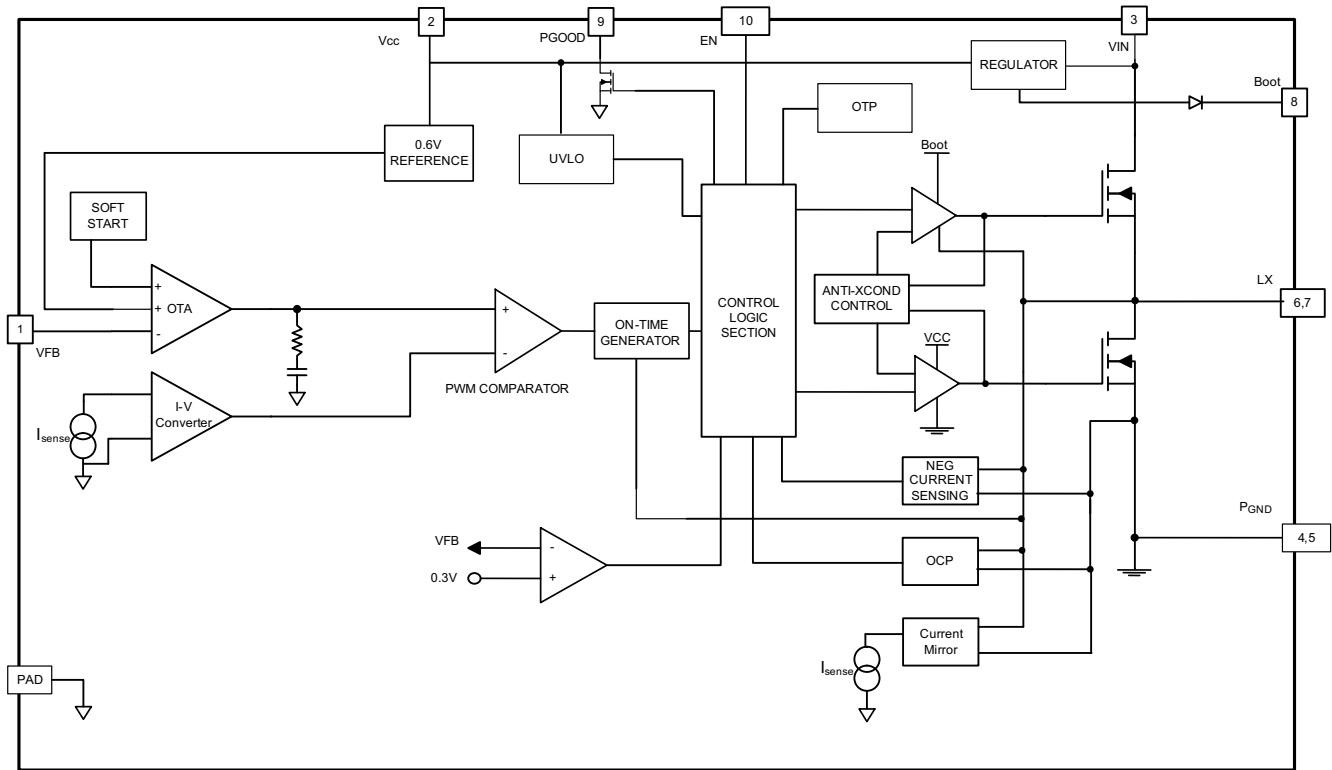 2
9
10
3
Vcc
PGOOD
EN
VIN
REGULATOR
Boot
8
OTP
0.6V
REFERENCE
UVLO
Boot
SOFT
START
LX
6,7
+
+
-
OTA
1
VFB
+
-
PWM COMPARATOR
ON-TIME
GENERATOR
CONTROL
LOGIC
SECTION
ANTI-XCOND
CONTROL
VCC
I-V
Converter
Isense
NEG
CURRENT
SENSING
PGND
4,5
VFB
-
0.3V
+
OCP
Current
Mirror
Isense
PAD